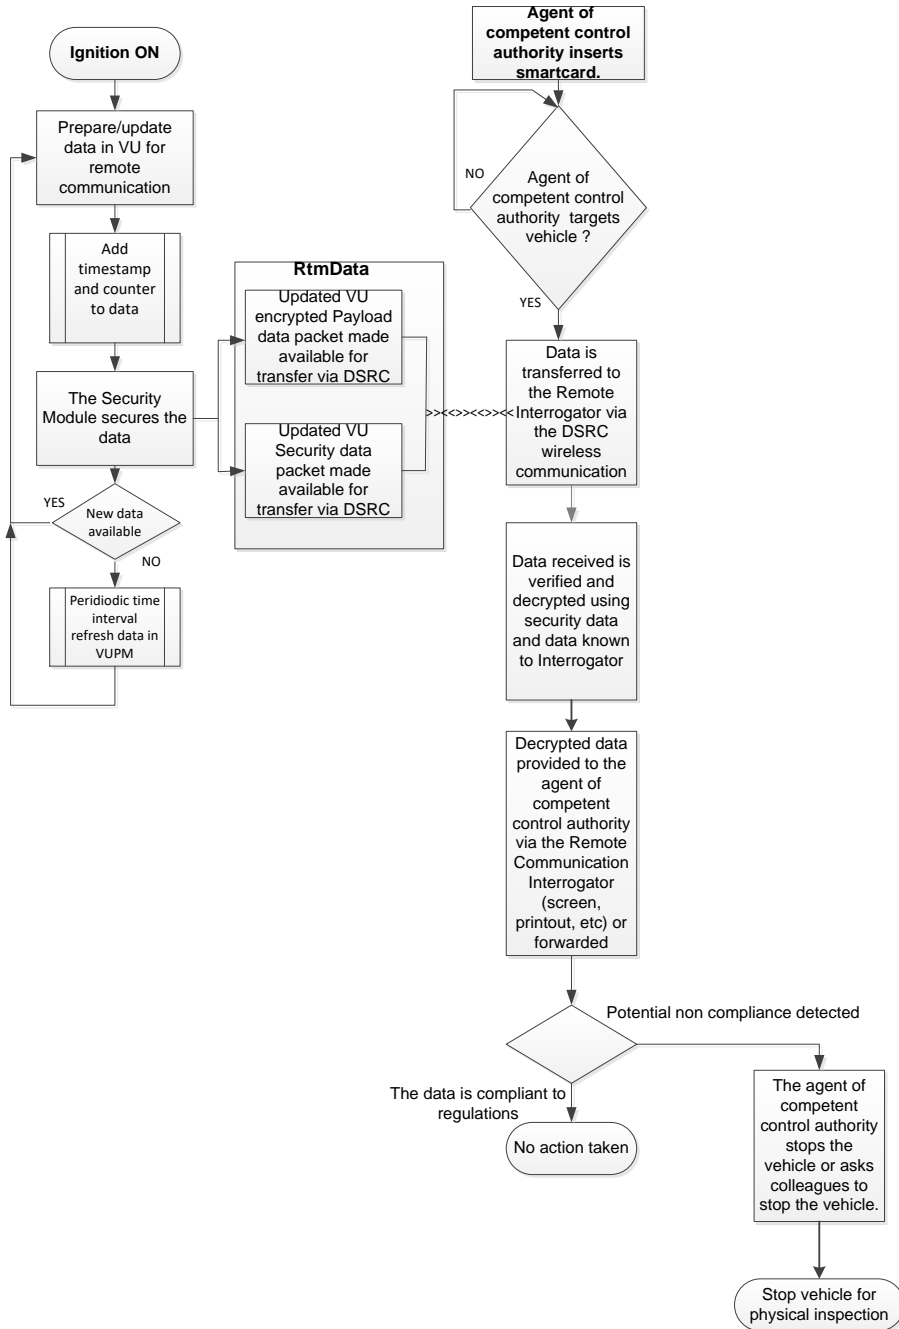 Ignition ON
Prepare/update
data in VU for
remote
communication
Add
timestamp
and counter
to data
The Security
Module secures the
data
YES
New data
available
NO
Peridiodic time
interval
refresh data in
VUPM
RtmData
Updated VU
encrypted Payload
data packet made
available for
transfer via DSRC
Updated VU
Security data
packet made
available for
transfer via DSRC
>><<>><<>><<
Agent of
competent control
authority inserts
smartcard.
NO
Agent of
competent control
authority targets
vehicle ?
YES
Data is
transferred to
the Remote
Interrogator via
the DSRC
wireless
communication
Data received is
verified and
decrypted using
security data
and data known
to Interrogator
Decrypted data
provided to the
agent of
competent
control authority
via the Remote
Communication
Interrogator
(screen,
printout, etc) or
forwarded
Potential non compliance detected
The data is compliant to
regulations
No action taken
The agent of
competent
control authority
stops the
vehicle or asks
colleagues to
stop the vehicle.
Stop vehicle for
physical inspection